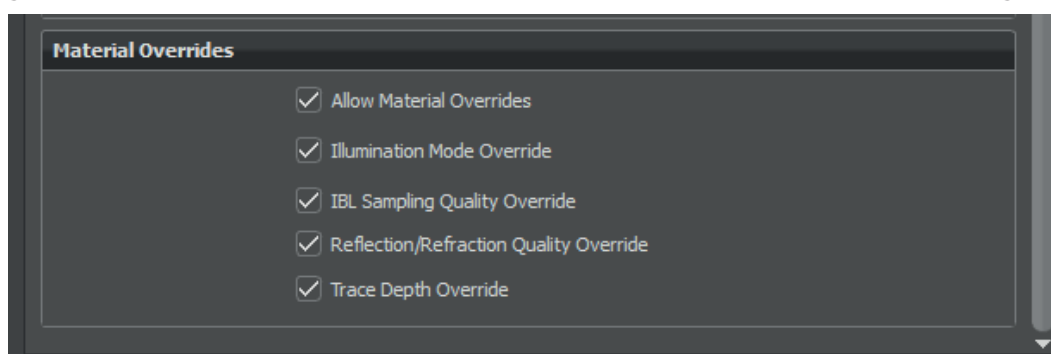 Material Overrides
Allow Material Overrides
Illumination Mode Override
IBL Sampling Quality Override
Reflection/Refraction Quality Override
Trace Depth Override